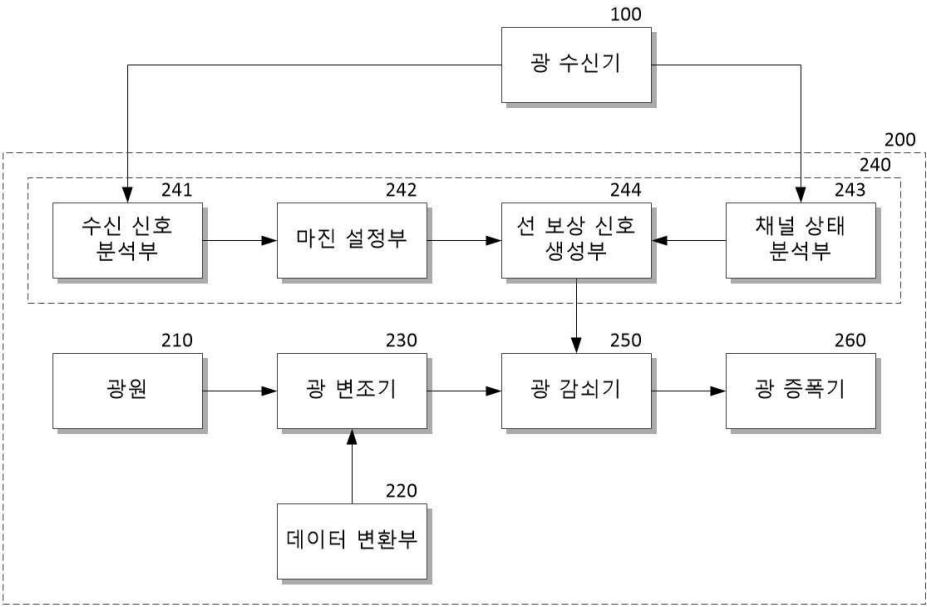 100
광 수신기
200
240
241
수신 신호
분석부
242
마진 설정부
244
선 보상 신호
생성부
243
채널 상태
분석부
210
광원
230
광 변조기
250
광 감쇠기
260
광 증폭기
220
데이터 변환부